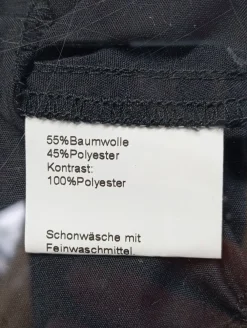 55%Baumwolle
45%Polyester
Kontrast:
100%Polyester
Schonwäsche mit
Feinwaschmittel